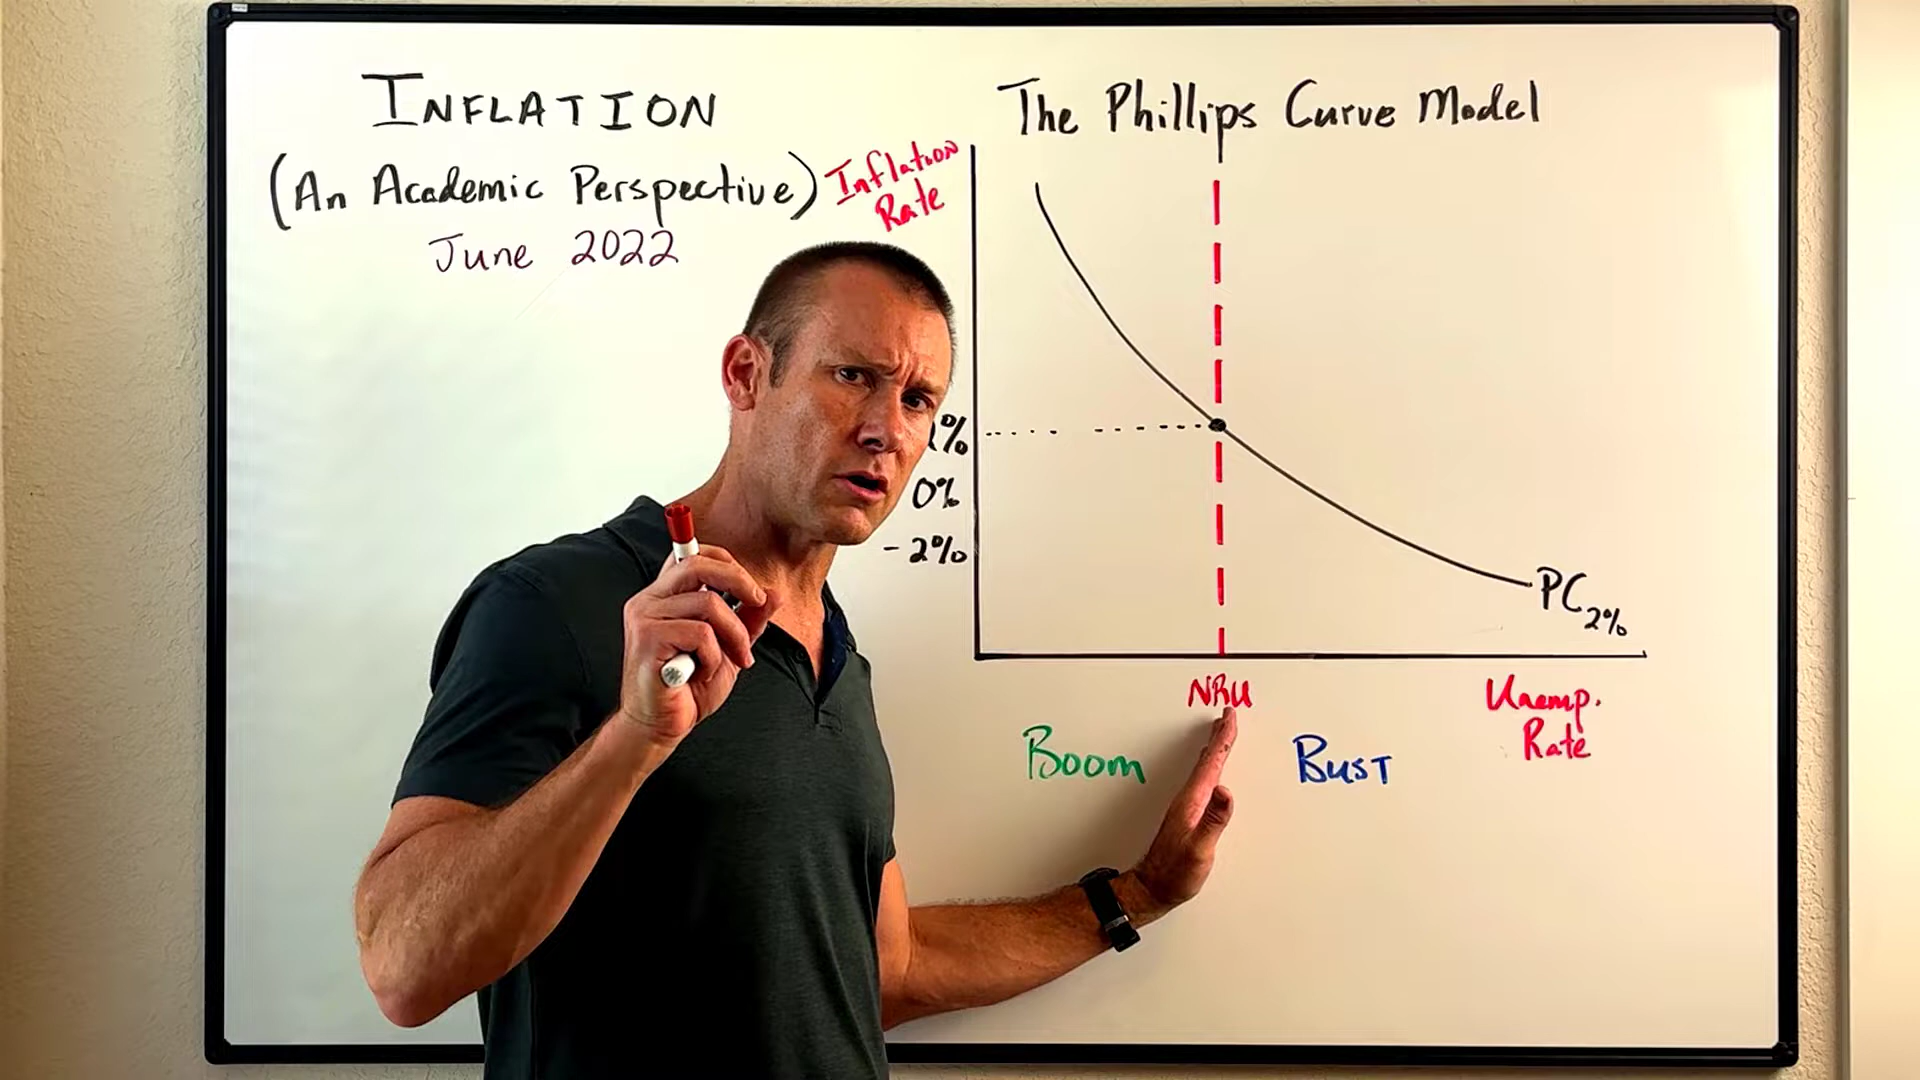 INFLATION
(An Academic Perspective)
June 2022
The Phillips Curve Model
Inflation
Rate
0%
- 2%
PC2%
NRU
Unemp.
Rate
Boom
BUST